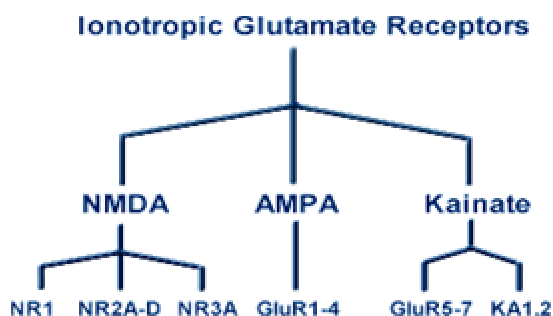 Ionotropic Glutamate Receptors
NMDA AMPA Kainate
NR1 NR2A-D NR3A GluR1-4 GluR5-7 KA1.2